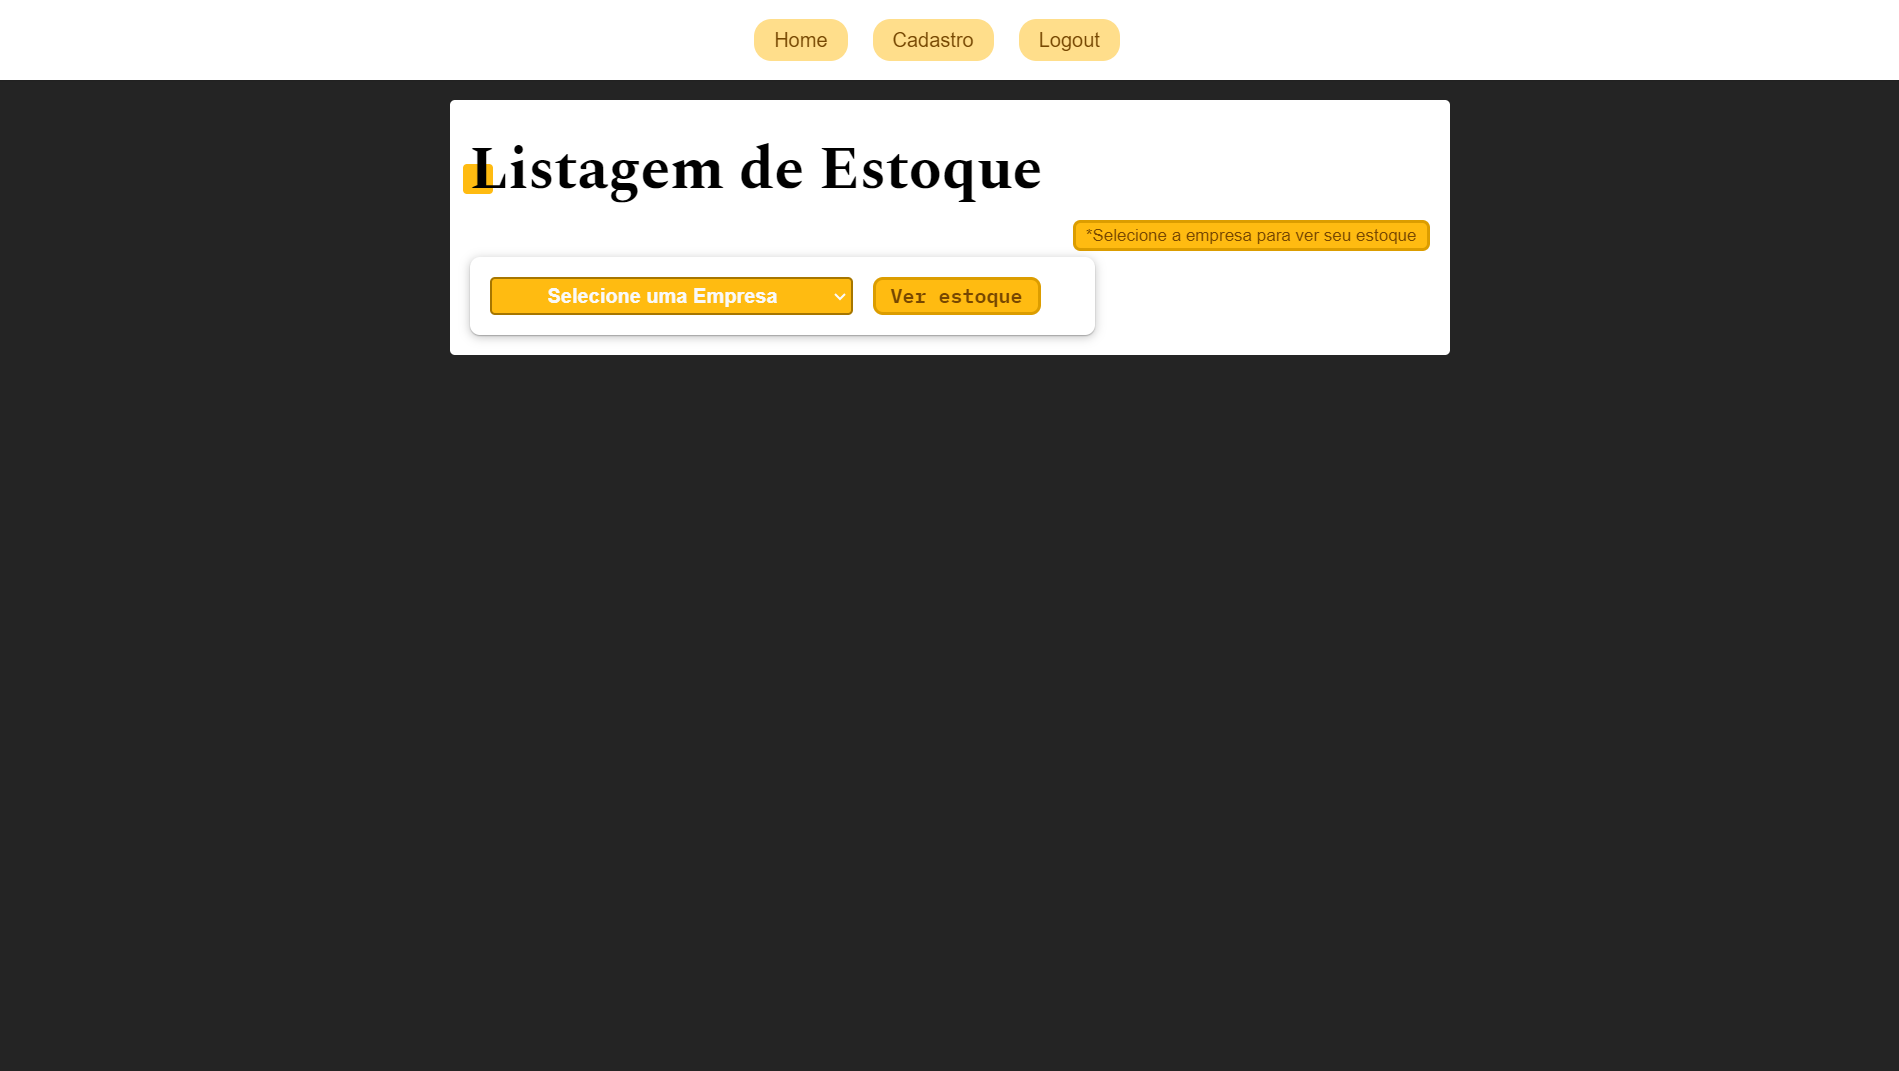 Home Cadastro Logout
Listagem de Estoque
*Selecione a empresa para ver seu estoque
Selecione uma Empresa Ver estoque